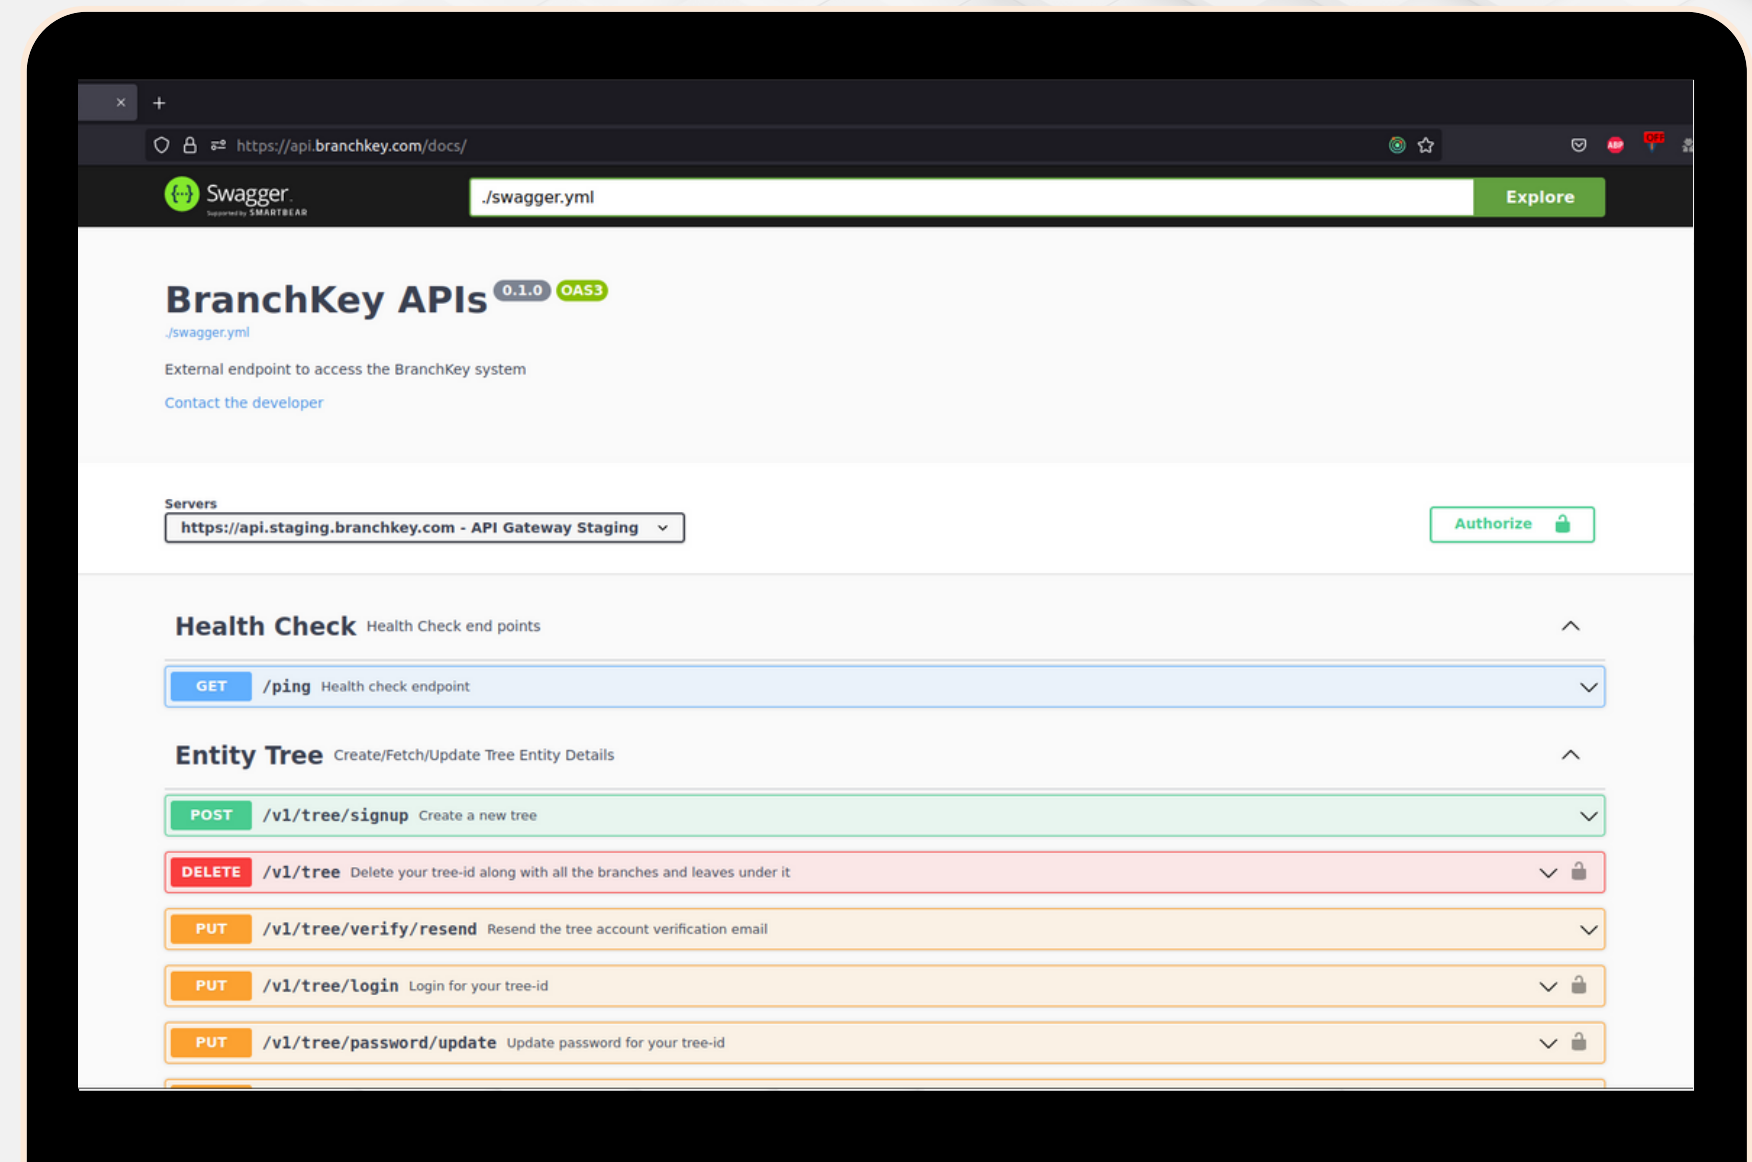 https://api.branchkey.com/docs/
ABP
OFF
{...} Swagger.
Supported by SMARTBEAR
./swagger.yml
Explore
BranchKey APIs 0.1.0 OAS3
./swagger.yml
External endpoint to access the BranchKey system
Contact the developer
Servers
https://api.staging.branchkey.com - API Gateway Staging
Authorize
Health Check Health Check end points
GET /ping Health check endpoint
Entity Tree Create/Fetch/Update Tree Entity Details
POST /v1/tree/signup Create a new tree
DELETE /v1/tree Delete your tree-id along with all the branches and leaves under it
PUT /v1/tree/verify/resend Resend the tree account verification email
PUT /v1/tree/login Login for your tree-id
PUT /v1/tree/password/update Update password for your tree-id